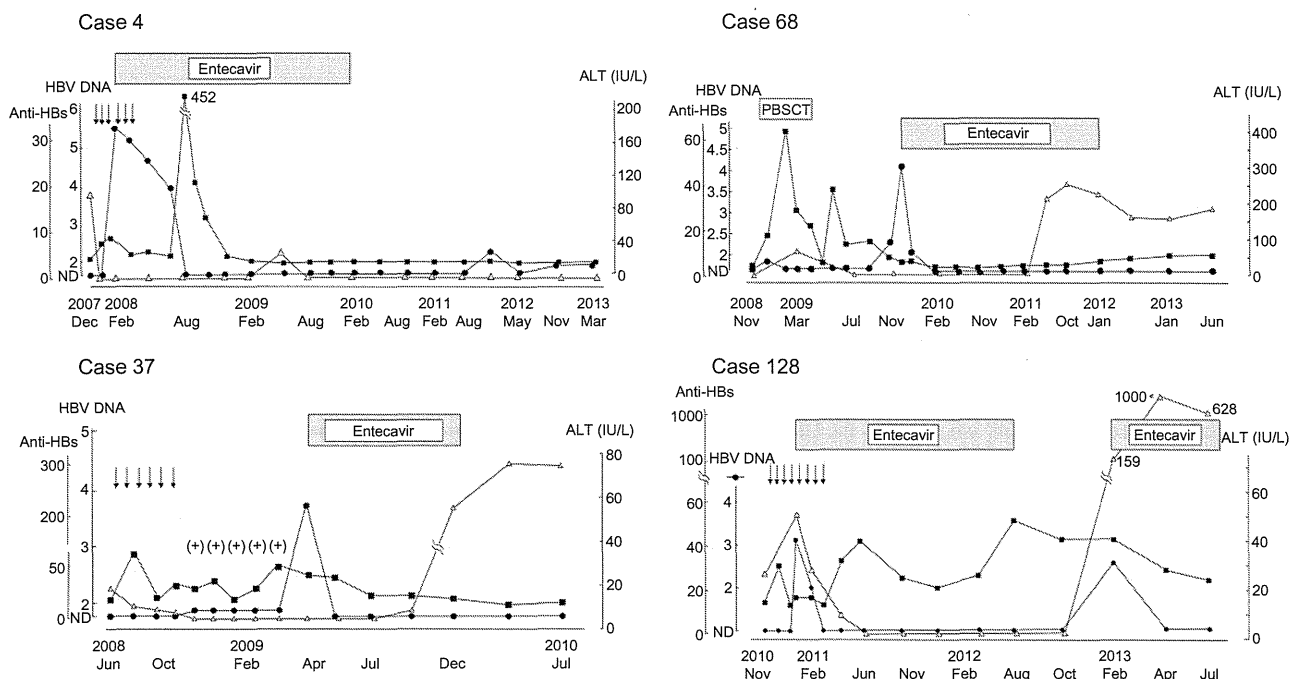 Case 4
Entecavir
HBV DNA
ALT (IU/L)
Anti-HBs
452
6
5
4
3
2
ND
30
20
10
0
200
160
120
80
40
0
2007 2008 2009 2010 2011 2012 2013
Dec Feb Aug Feb Aug Feb Aug Feb Aug May Nov Mar
Case 68
HBV DNA
ALT (IU/L)
Anti-HBs
PBSCT
Entecavir
5
4.5
4
3.5
3
2.5
2
ND
60
40
20
0
400
300
200
100
0
2008 2009 2010 2011 2012 2013
Nov Mar Jul Nov Feb Nov Feb Oct Jan Jan Jun
Case 37
HBV DNA
Entecavir
ALT (IU/L)
Anti-HBs
5
4
3
2
ND
300
200
50
0
(+) (+) (+) (+) (+)
80
60
40
20
0
2008 2009 2010
Jun Oct Feb Apr Jul Dec Jul
Case 128
Anti-HBs
1000
628
Entecavir
Entecavir
ALT (IU/L)
HBV DNA
159
1000
100
60
40
20
0
4
3
2
ND
60
40
20
0
2010 2011 2012 2013
Nov Feb Jun Nov Feb Aug Oct Feb Apr Jul